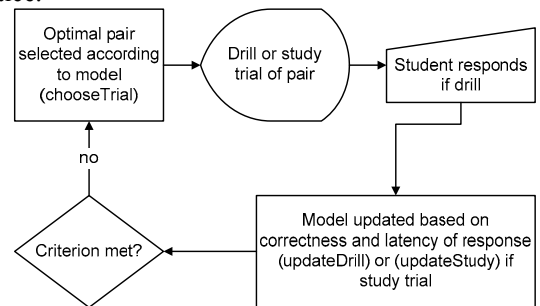 Optimal pair
selected according
to model
(chooseTrial)
Drill or study
trial of pair
Student responds
if drill
Model updated based on
correctness and latency of response
(updateDrill) or (updateStudy) if
study trial
Criterion met?
no